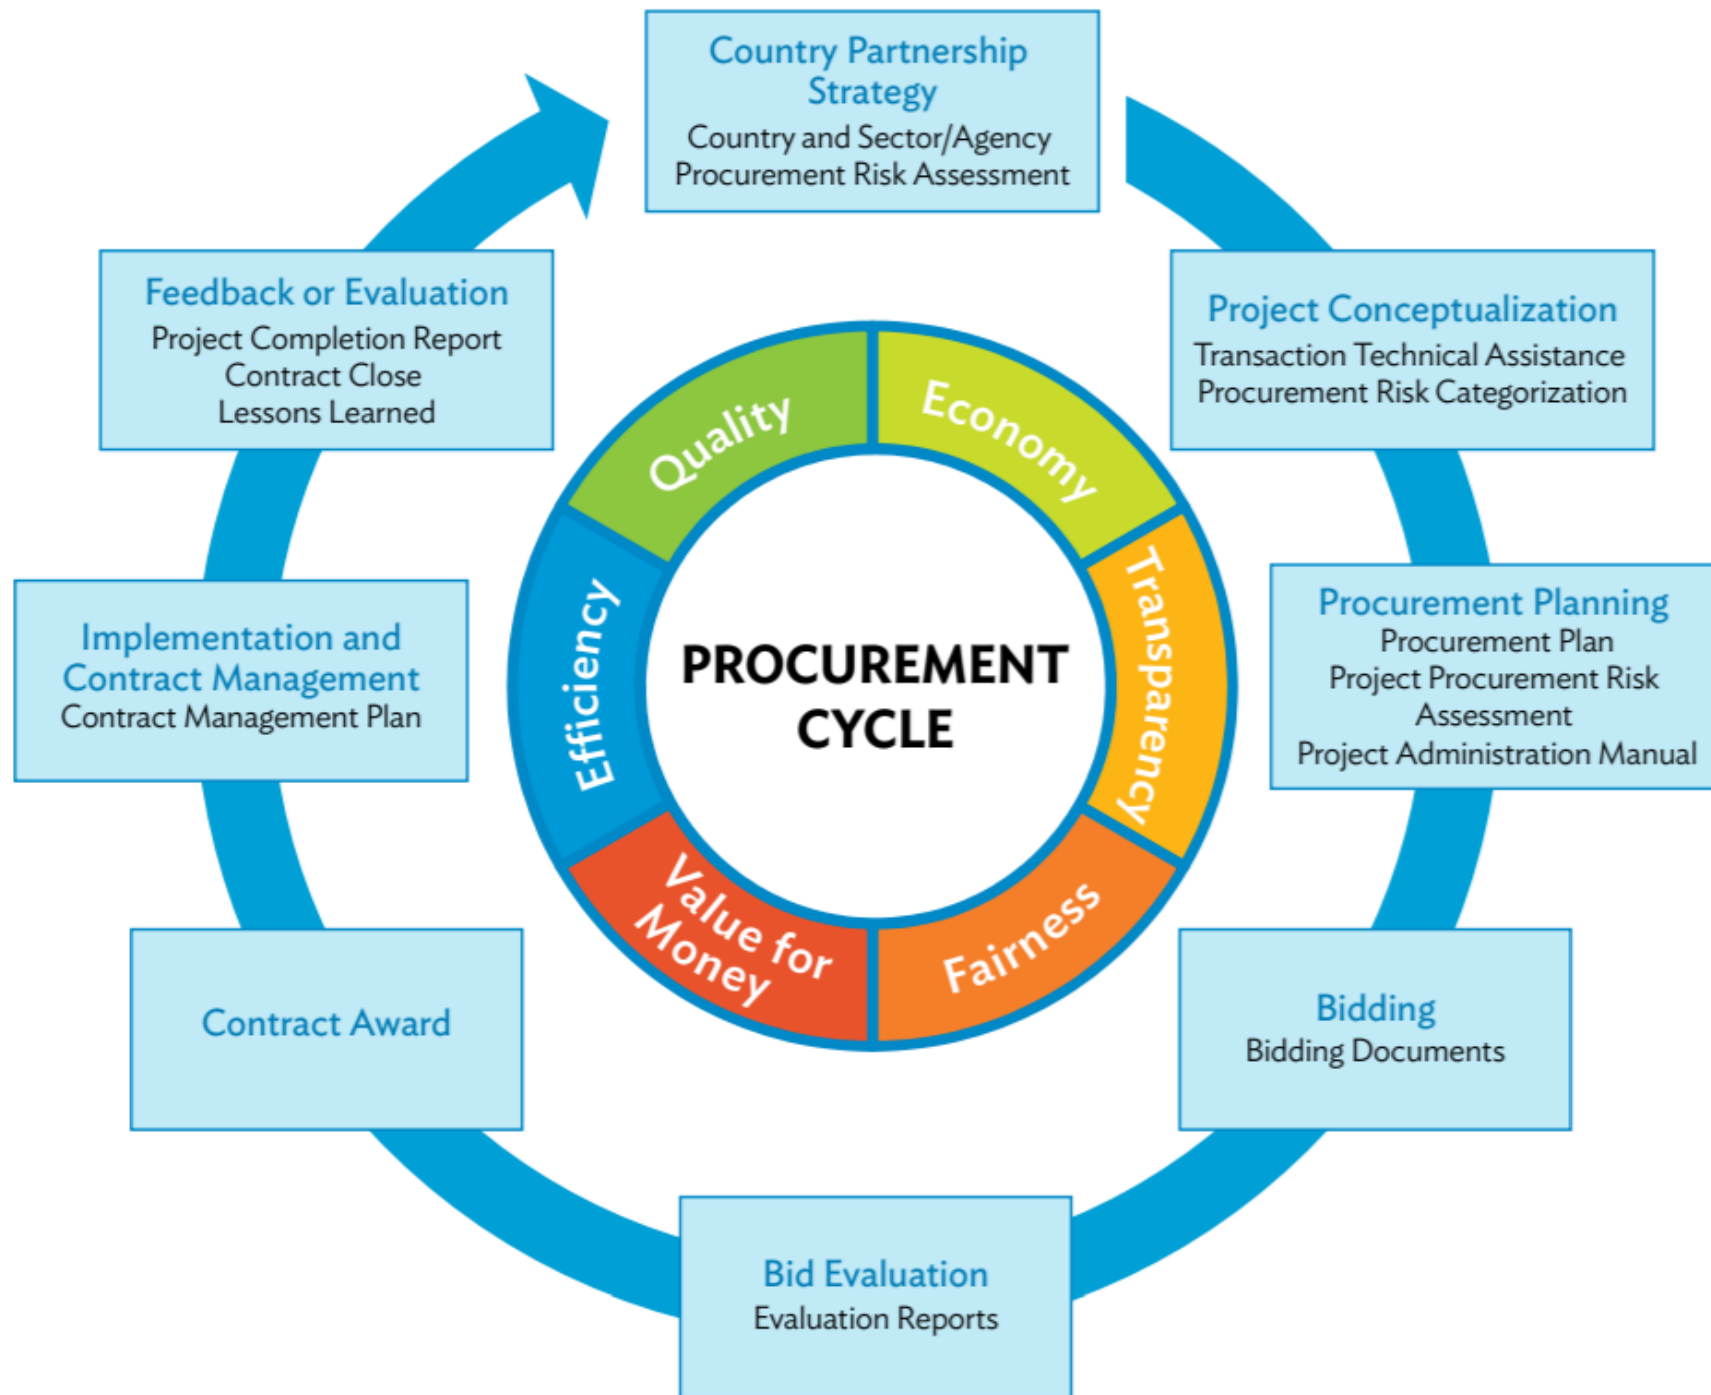 Country Partnership
Strategy
Country and Sector/Agency
Procurement Risk Assessment
Project Conceptualization
Transaction Technical Assistance
Procurement Risk Categorization
Procurement Planning
Procurement Plan
Project Procurement Risk
Assessment
Project Administration Manual
Bidding
Bidding Documents
Bid Evaluation
Evaluation Reports
Contract Award
Implementation and
Contract Management
Contract Management Plan
Feedback or Evaluation
Project Completion Report
Contract Close
Lessons Learned
PROCUREMENT
CYCLE
Economy
Transparency
Fairness
Value for
Money
Efficiency
Quality